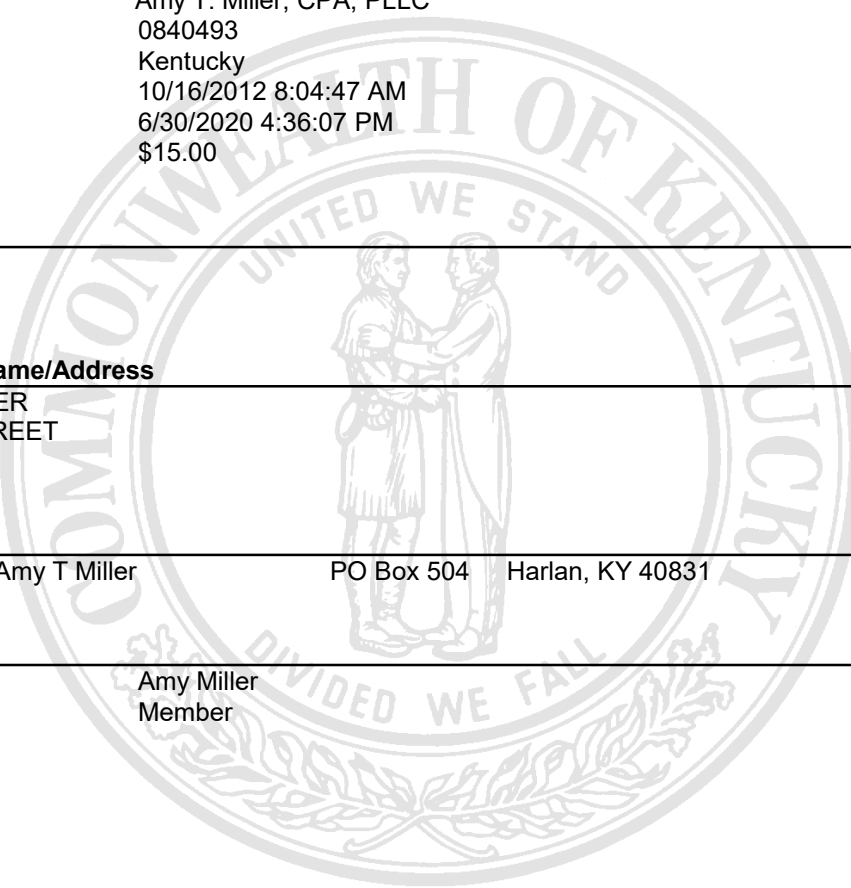 Amy T. Miller, CPA, PLLC
0840493
Kentucky
10/16/2012 8:04:47 AM
6/30/2020 4:36:07 PM
$15.00
COMMONWEALTH OF KENTUCKY
UNITED WE STAND
ame/Address
ER
REET
Amy T Miller PO Box 504 Harlan, KY 40831
DIVIDED WE FALL
Amy Miller
Member